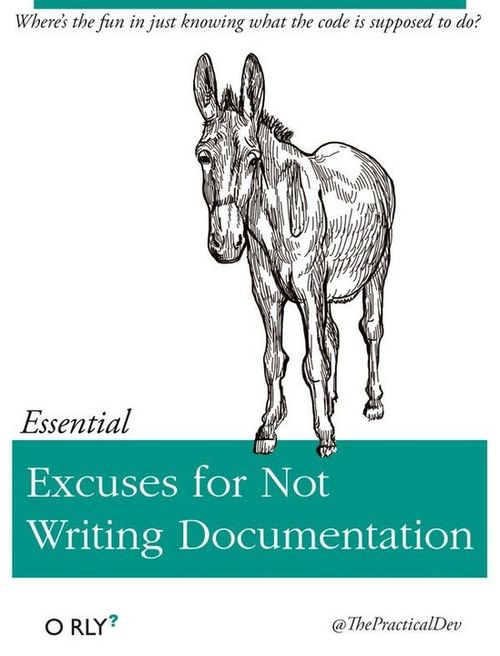 Where's the fun in just knowing what the code is supposed to do?
Essential
Excuses for Not
Writing Documentation
O RLY?
@ThePracticalDev